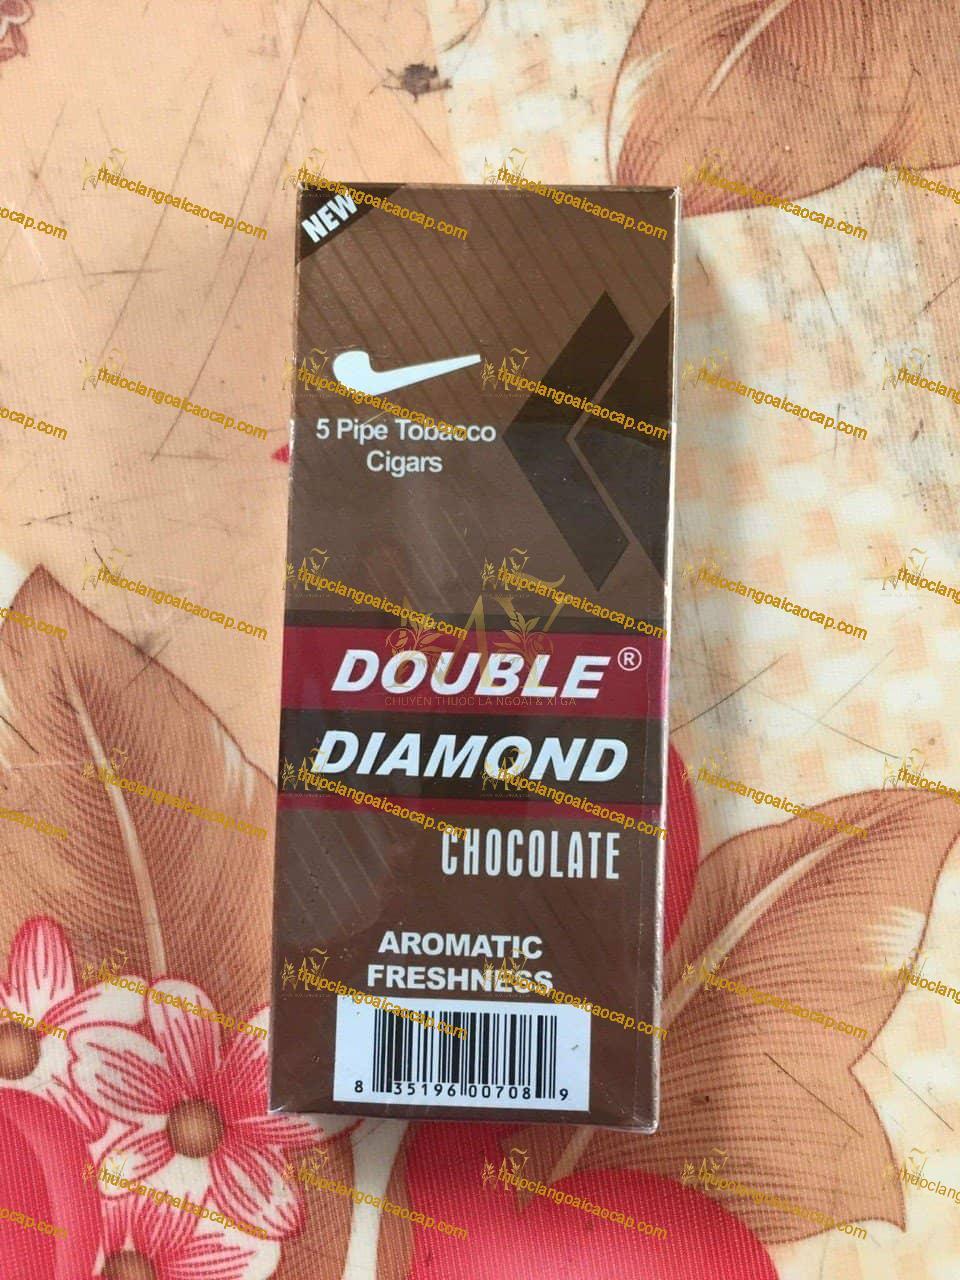 NEW
5 Pipe Tobacco
Cigars
DOUBLE®
CHUYÊN THUỐC LÁ NGOẠI & XÌ GÀ
DIAMOND
CHOCOLATE
AROMATIC
FRESHNESS
8 35196 00708 9
thuoclangoaicaocap.com